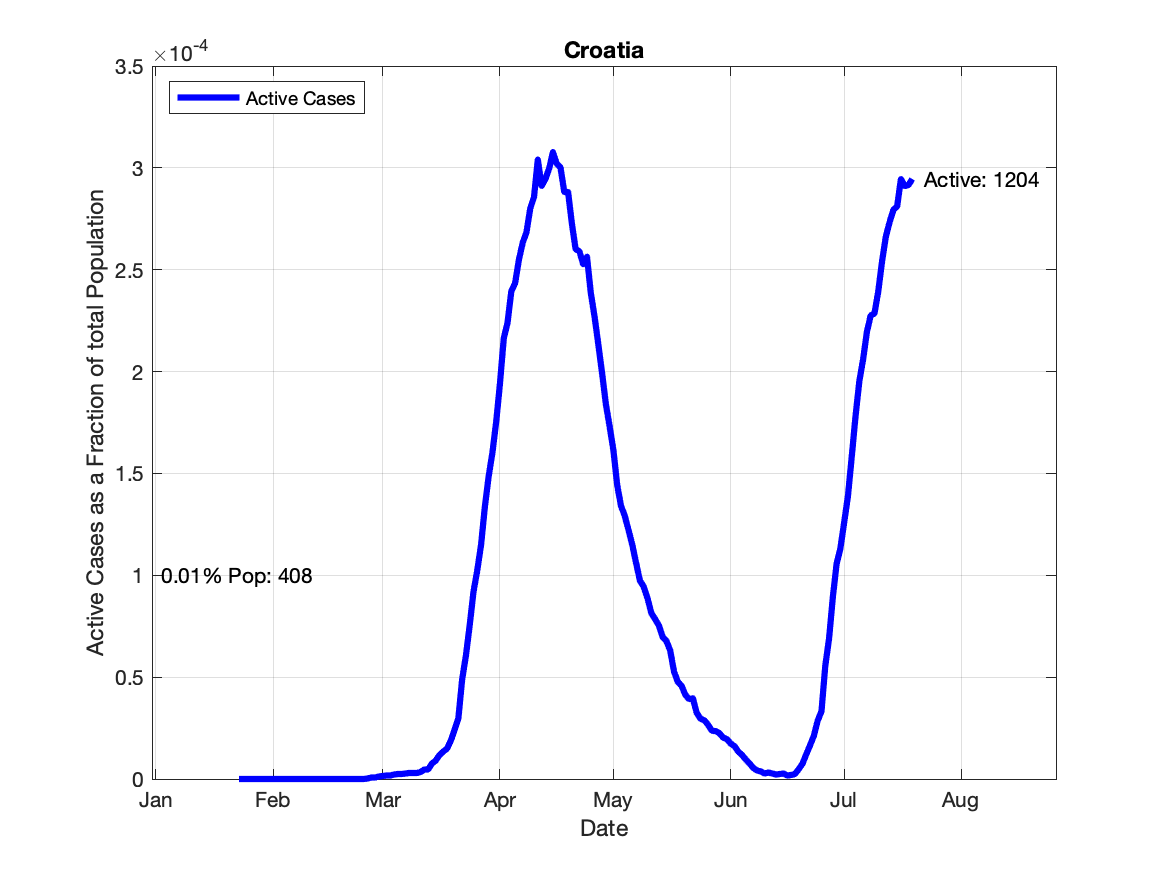 Croatia
×10-4
3.5
3
2.5
2
1.5
1
0.5
0
Active Cases as a Fraction of total Population
Active Cases
Active: 1204
0.01% Pop: 408
Jan Feb Mar Apr May Jun Jul Aug
Date